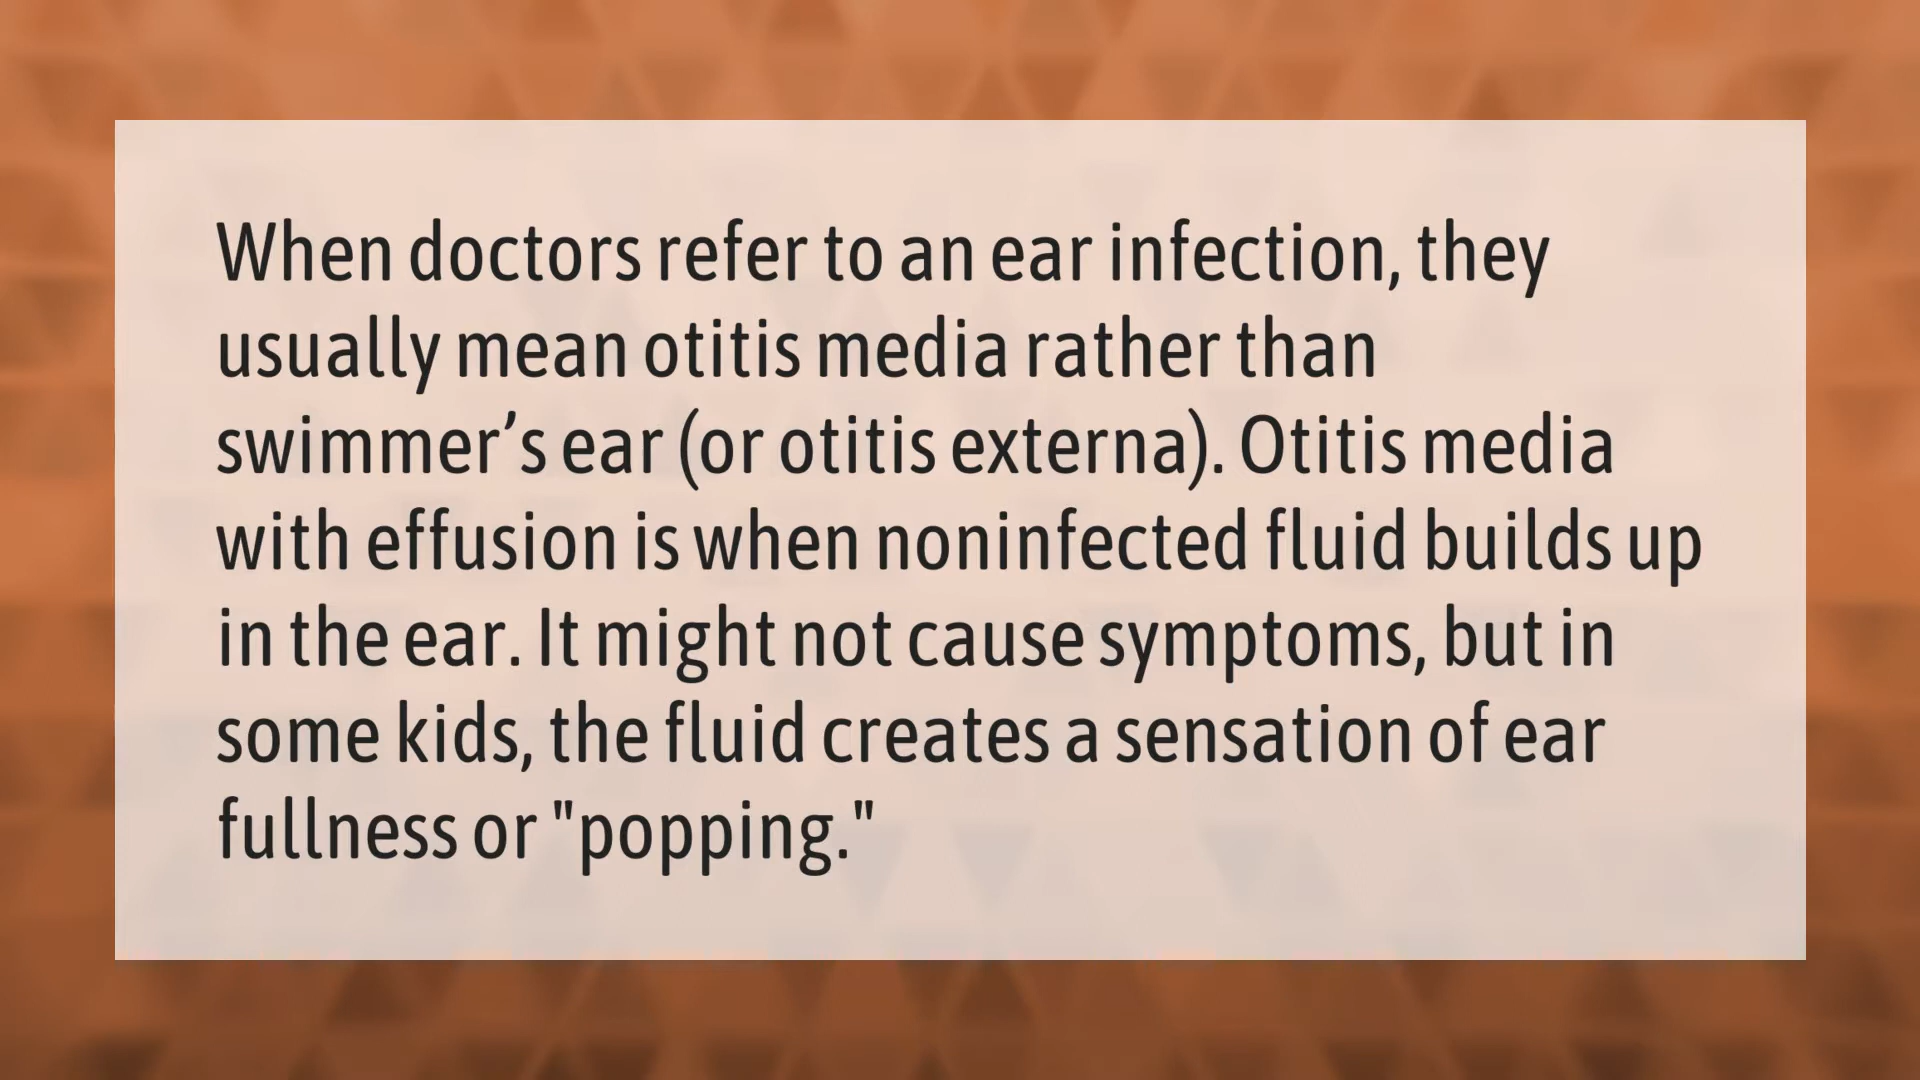 When doctors refer to an ear infection, they
usually mean otitis media rather than
swimmer’s ear (or otitis externa). Otitis media
with effusion is when noninfected fluid builds up
in the ear. It might not cause symptoms, but in
some kids, the fluid creates a sensation of ear
fullness or "popping."